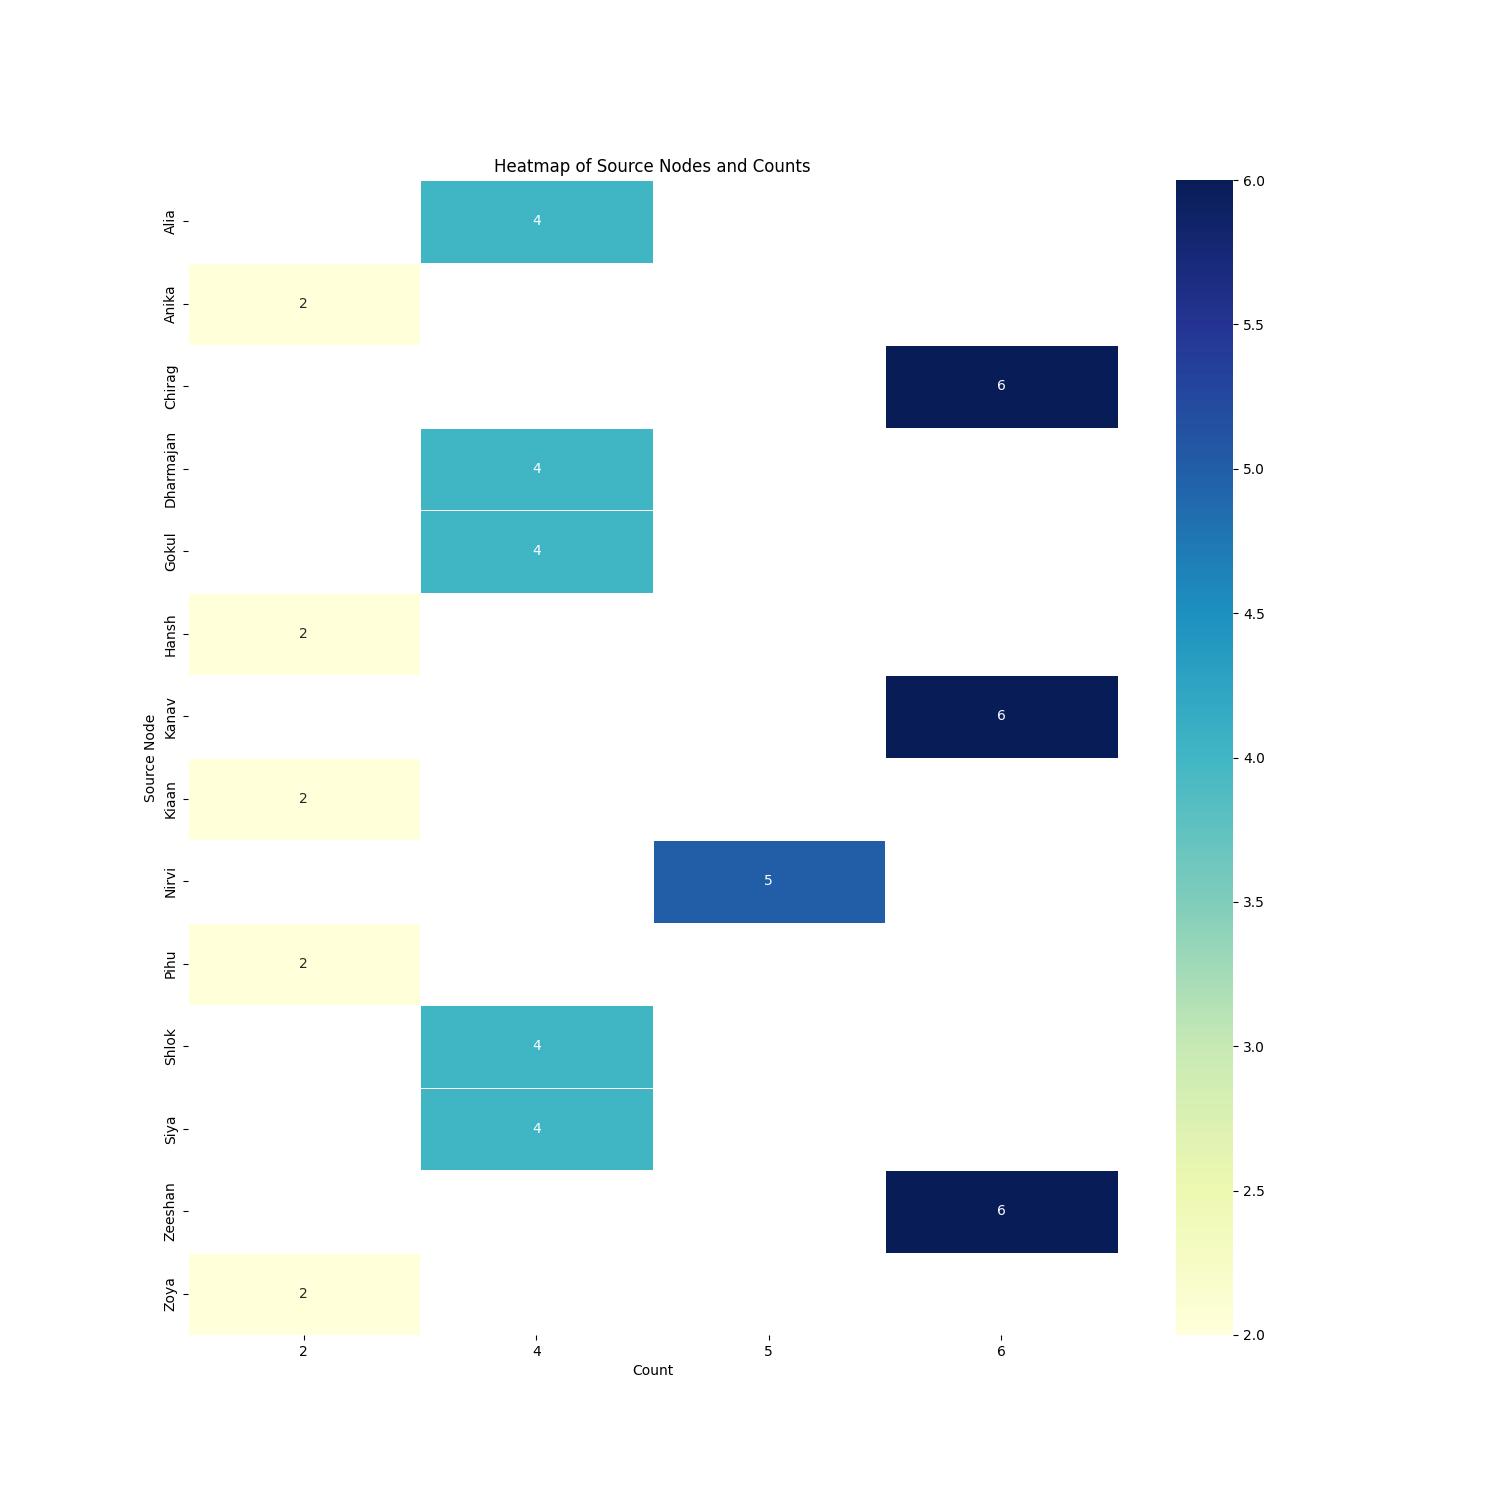 Heatmap of Source Nodes and Counts
Source Node
Alia 4
Anika 2
Chirag 6
Dharmajan 4
Gokul 4
Hansh 2
Kanav 6
Kiaan 2
Nirvi 5
Pihu 2
Shlok 4
Siya 4
Zeeshan 6
Zoya 2
2 4 5 6
Count
6.0
5.5
5.0
4.5
4.0
3.5
3.0
2.5
2.0